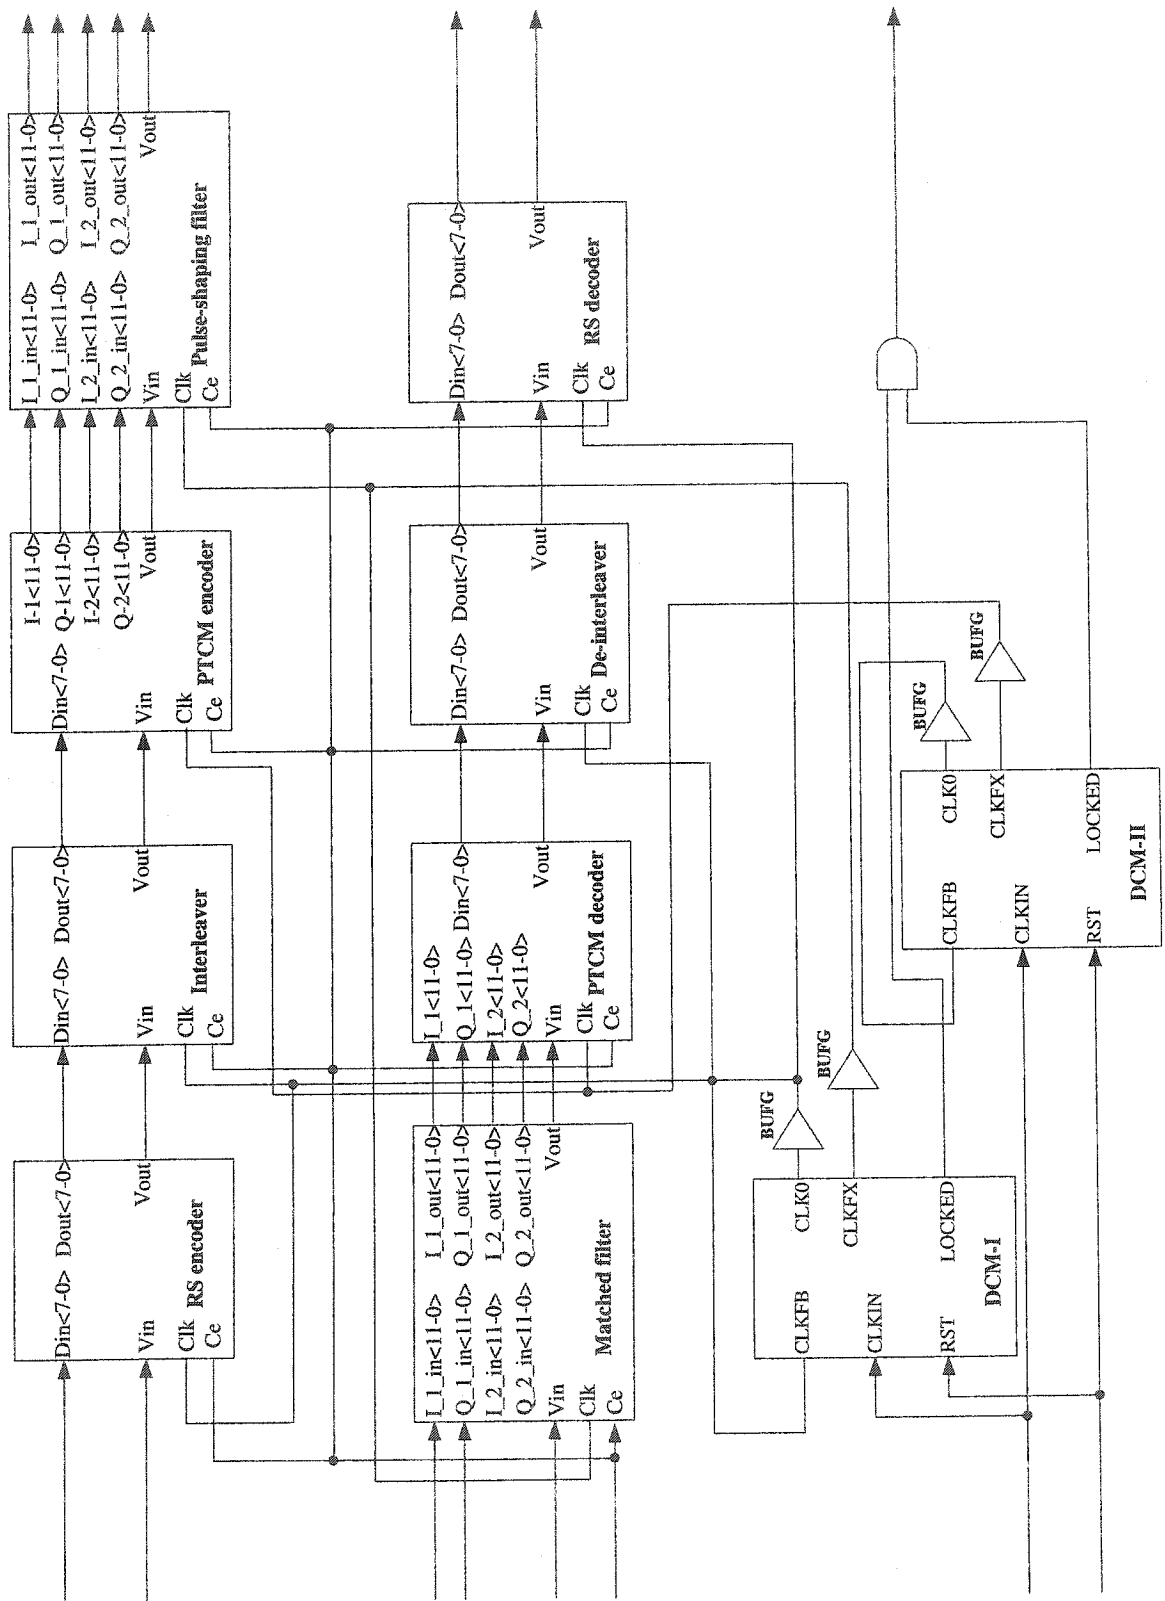 Din<7-0> Dout<7-0>
Vin
Vout
Clk
RS encoder
Ce
Din<7-0> Dout<7-0>
Vin
Vout
Clk
Interleaver
Ce
Din<7-0>
I-1<11-0>
Q-1<11-0>
I-2<11-0>
Q-2<11-0>
Vin
Vout
Clk
PTCM encoder
Ce
I_1_in<11-0> I_1_out<11-0>
Q_1_in<11-0> Q_1_out<11-0>
I_2_in<11-0> I_2_out<11-0>
Q_2_in<11-0> Q_2_out<11-0>
Vin
Vout
Clk
Pulse-shaping filter
Ce
I_1_in<11-0> I_1_out<11-0>
Q_1_in<11-0> Q_1_out<11-0>
I_2_in<11-0> I_2_out<11-0>
Q_2_in<11-0> Q_2_out<11-0>
Vin
Vout
Clk
Matched filter
Ce
I_1<11-0>
Q_1<11-0> Din<7-0>
I_2<11-0>
Q_2<11-0>
Vin
Vout
Clk
PTCM decoder
Ce
Din<7-0> Dout<7-0>
Vin
Vout
Clk
De-interleaver
Ce
Din<7-0> Dout<7-0>
Vin
Vout
Clk
RS decoder
Ce
CLKFB
CLK0
CLKIN
CLKFX
RST
LOCKED
DCM-I
BUFG
BUFG
CLKFB
CLK0
CLKIN
CLKFX
RST
LOCKED
DCM-II
BUFG
BUFG